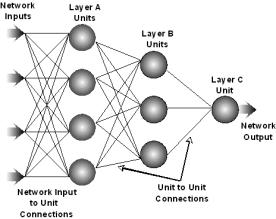 Network
Inputs
Layer A
Units
Layer B
Units
Layer C
Unit
Network
Output
Unit to Unit
Connections
Network Input
to Unit
Connections